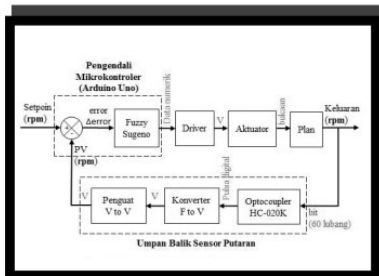 Pengendali
Mikrokontroler
(Arduino Uno)
Setpoin
(rpm)
error
Δerror
Fuzzy
Sugeno
Data numerik
Driver
V
Aktuator
bukaan
Plan
Keluaran
(rpm)
+
-
PV
(rpm)
V
Penguat
V to V
V
Konverter
F to V
Pulsa digital
Optocoupler
HC-020K
bit
(60 lubang)
Umpan Balik Sensor Putaran